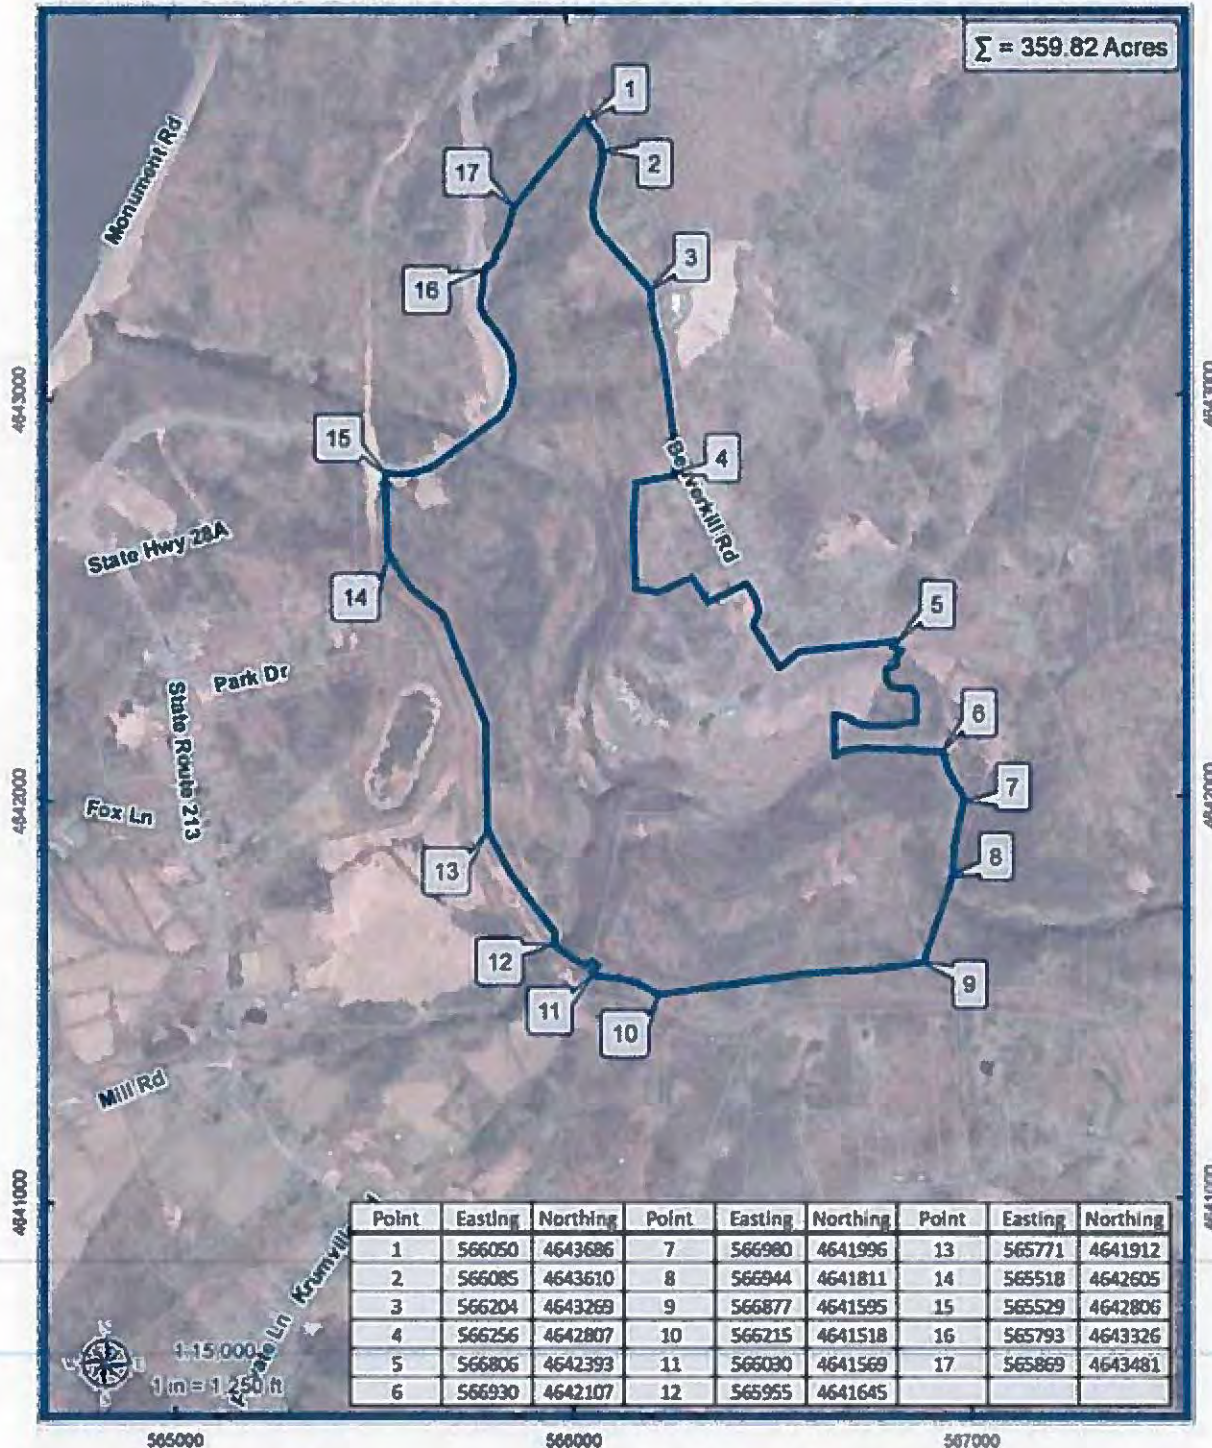 Σ = 359.82 Acres
1
2
17
Monument Rd
3
16
4643000
4643000
15
4
Beaverkill Rd
State Hwy 28A
14
5
Park Dr
State Route 213
6
7
4642000
4642000
Fox Ln
8
13
12
9
11
10
Mill Rd
4641000
4641000
Point Easting Northing Point Easting Northing Point Easting Northing
1 566050 4643686 7 566980 4641996 13 565771 4641912
2 566085 4643610 8 566944 4641811 14 565518 4642605
3 566204 4643269 9 566877 4641595 15 565529 4642806
4 566256 4642807 10 566215 4641518 16 565793 4643326
5 566806 4642393 11 566030 4641569 17 565869 4643481
6 566930 4642107 12 565955 4641645
1:15,000
1 in = 1,250 ft
565000 566000 567000